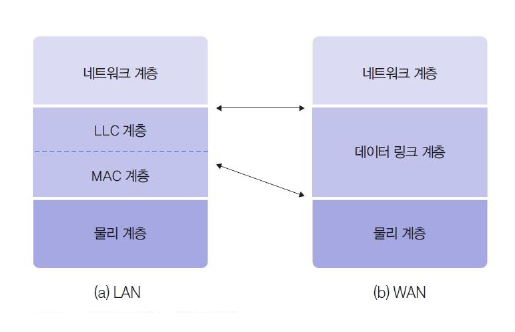 네트워크 계층
LLC 계층
MAC 계층
물리 계층
(a) LAN
네트워크 계층
데이터 링크 계층
물리 계층
(b) WAN